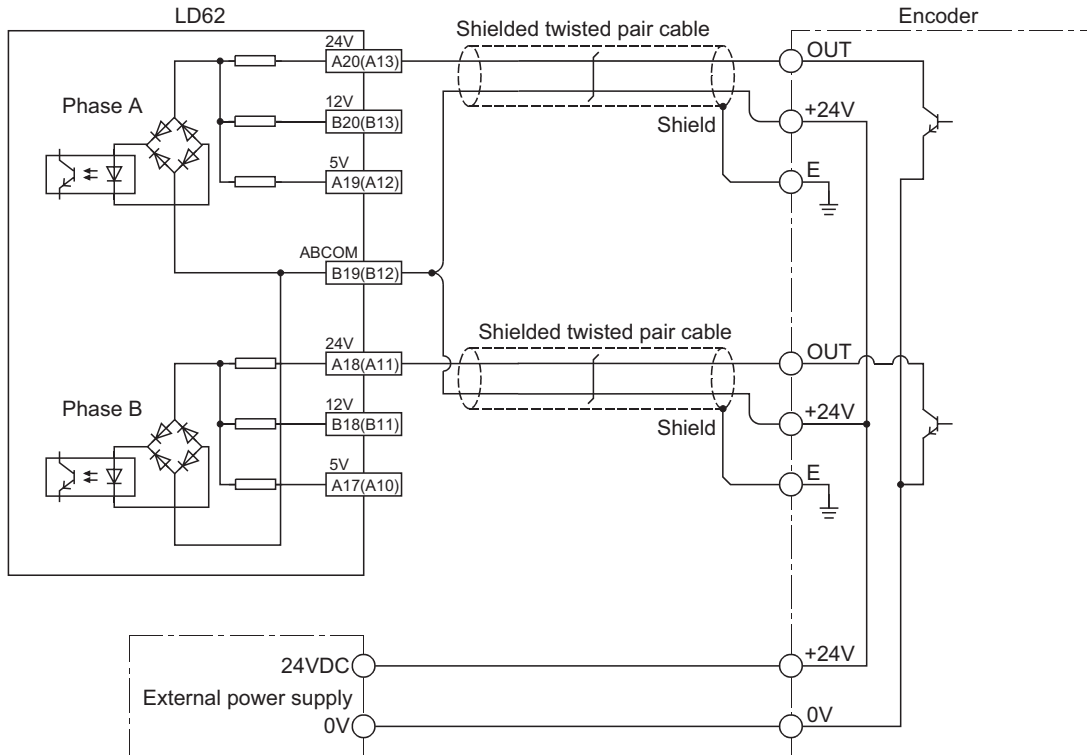 LD62
Encoder
Shielded twisted pair cable
24V
A20(A13)
OUT
Phase A
12V
B20(B13)
+24V
Shield
5V
A19(A12)
E
ABCOM
B19(B12)
Shielded twisted pair cable
24V
A18(A11)
OUT
Phase B
12V
B18(B11)
+24V
Shield
5V
A17(A10)
E
24VDC
+24V
External power supply
0V
0V